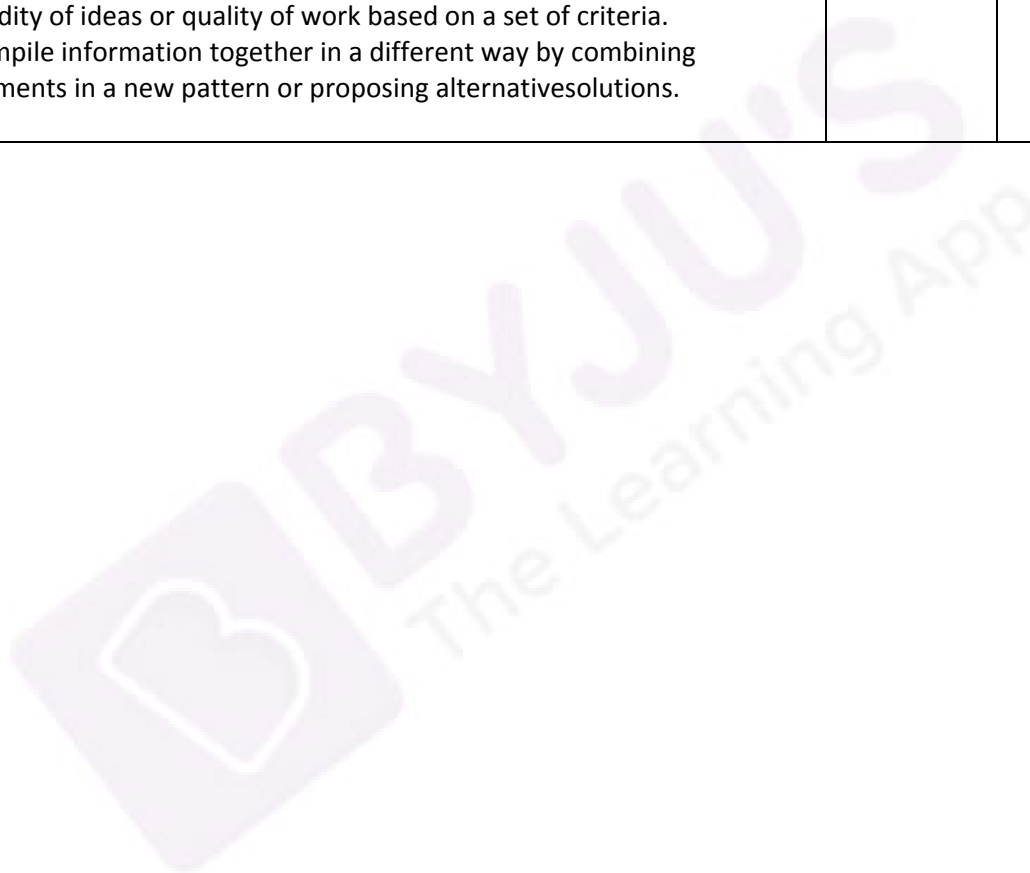 dity of ideas or quality of work based on a set of criteria.
mpile information together in a different way by combining
ments in a new pattern or proposing alternativesolutions.
BYJU'S
The Learning App